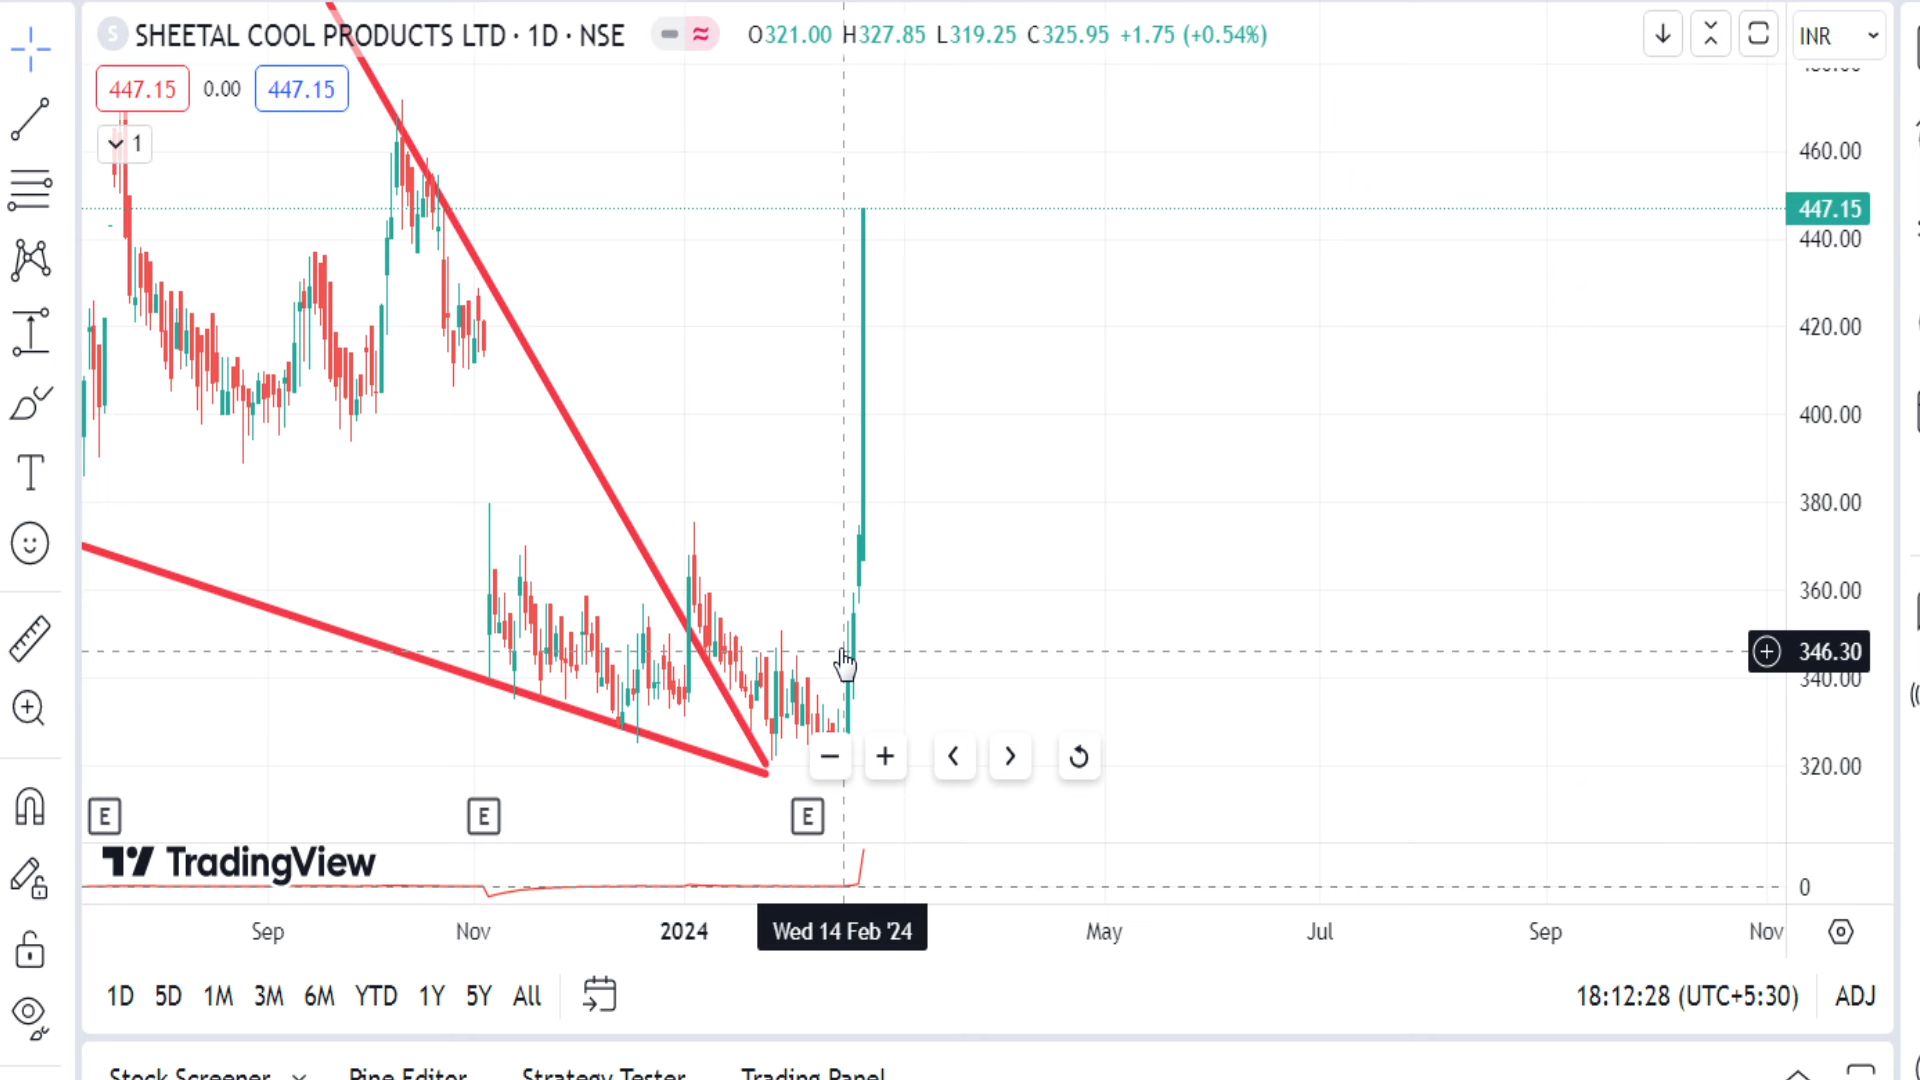 S SHEETAL COOL PRODUCTS LTD · 1D · NSE O321.00 H327.85 L319.25 C325.95 +1.75 (+0.54%) INR
447.15 0.00 447.15
1
460.00
447.15
440.00
420.00
400.00
380.00
360.00
346.30
340.00
320.00
E E E
TradingView
0
Sep Nov 2024 Wed 14 Feb '24 May Jul Sep Nov
1D 5D 1M 3M 6M YTD 1Y 5Y All 18:12:28 (UTC+5:30) ADJ
Stock Screener Pine Editor Strategy Tester Trading Panel